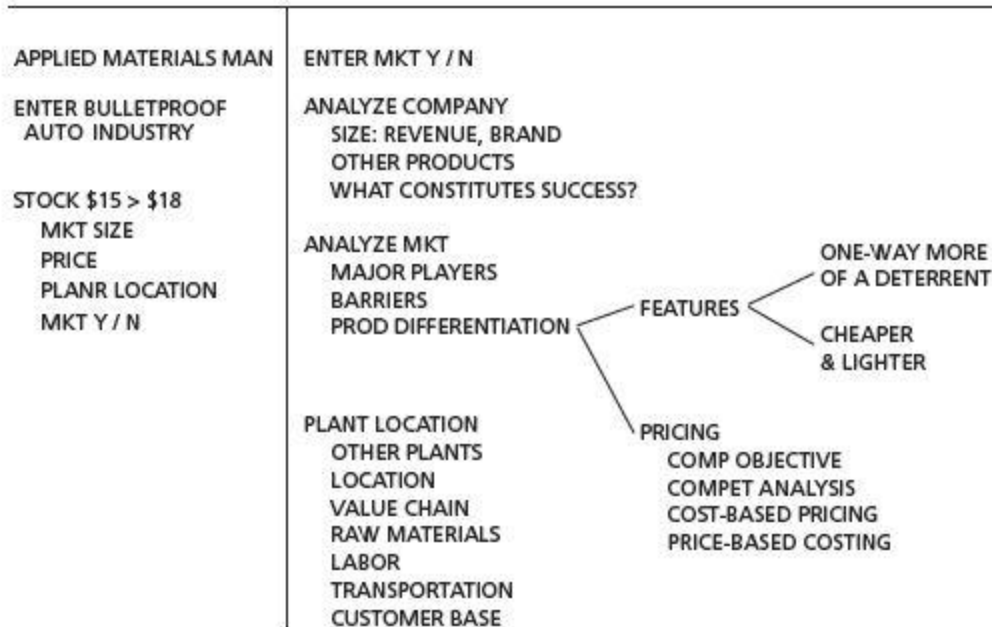 APPLIED MATERIALS MAN
ENTER BULLETPROOF
AUTO INDUSTRY
STOCK $15 > $18
MKT SIZE
PRICE
PLANR LOCATION
MKT Y / N
ENTER MKT Y / N
ANALYZE COMPANY
SIZE: REVENUE, BRAND
OTHER PRODUCTS
WHAT CONSTITUTES SUCCESS?
ANALYZE MKT
MAJOR PLAYERS
BARRIERS
PROD DIFFERENTIATION
FEATURES
ONE-WAY MORE
OF A DETERRENT
CHEAPER
& LIGHTER
PRICING
COMP OBJECTIVE
COMPET ANALYSIS
COST-BASED PRICING
PRICE-BASED COSTING
PLANT LOCATION
OTHER PLANTS
LOCATION
VALUE CHAIN
RAW MATERIALS
LABOR
TRANSPORTATION
CUSTOMER BASE